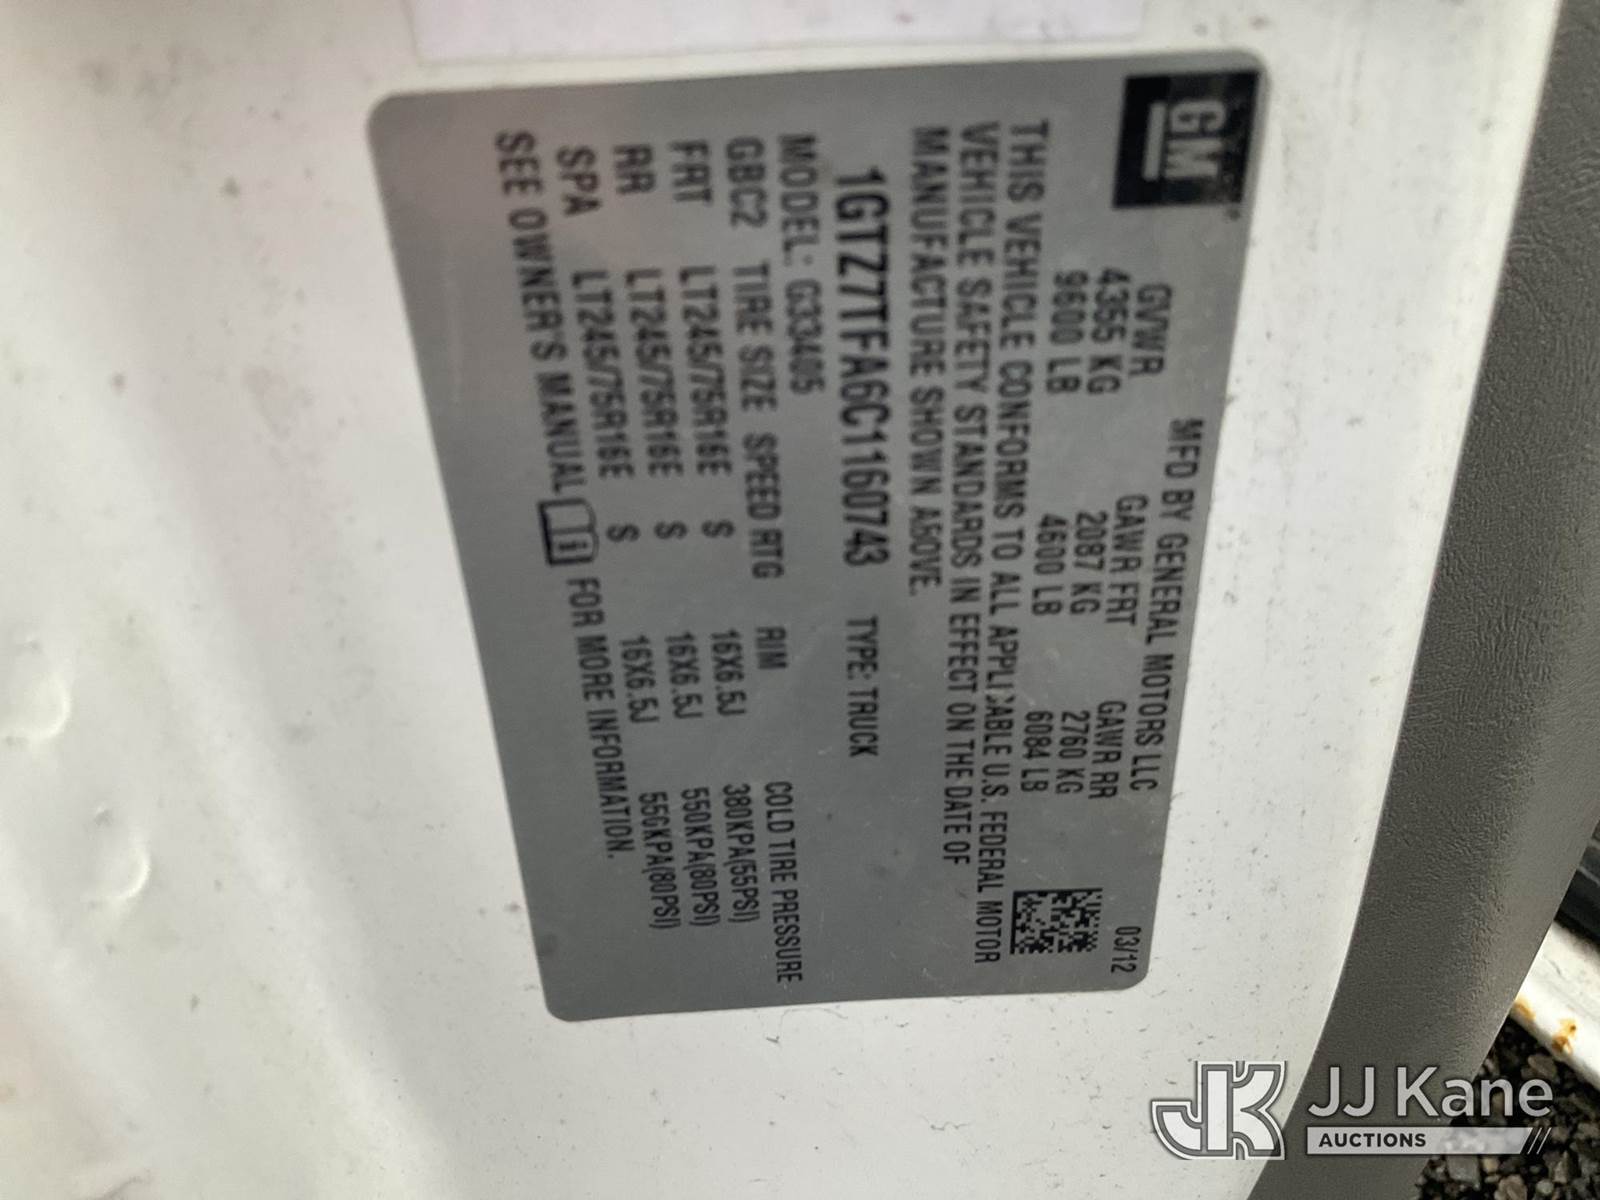 GM
MFD BY GENERAL MOTORS LLC 03/12
GVWR GAWR FRT GAWR RR
4355 KG 2087 KG 2760 KG
9600 LB 4600 LB 6084 LB
THIS VEHICLE CONFORMS TO ALL APPLICABLE U.S. FEDERAL MOTOR
VEHICLE SAFETY STANDARDS IN EFFECT ON THE DATE OF
MANUFACTURE SHOWN ABOVE.
1GTZ7TFA6C1160743 TYPE: TRUCK
MODEL: G33405
GBC2 TIRE SIZE SPEED RTG RIM COLD TIRE PRESSURE
FRT LT245/75R16E S 16X6.5J 380KPA(55PSI)
RR LT245/75R16E S 16X6.5J 550KPA(80PSI)
SPA LT245/75R16E S 16X6.5J 550KPA(80PSI)
SEE OWNER'S MANUAL FOR MORE INFORMATION.
JK JJ Kane
AUCTIONS